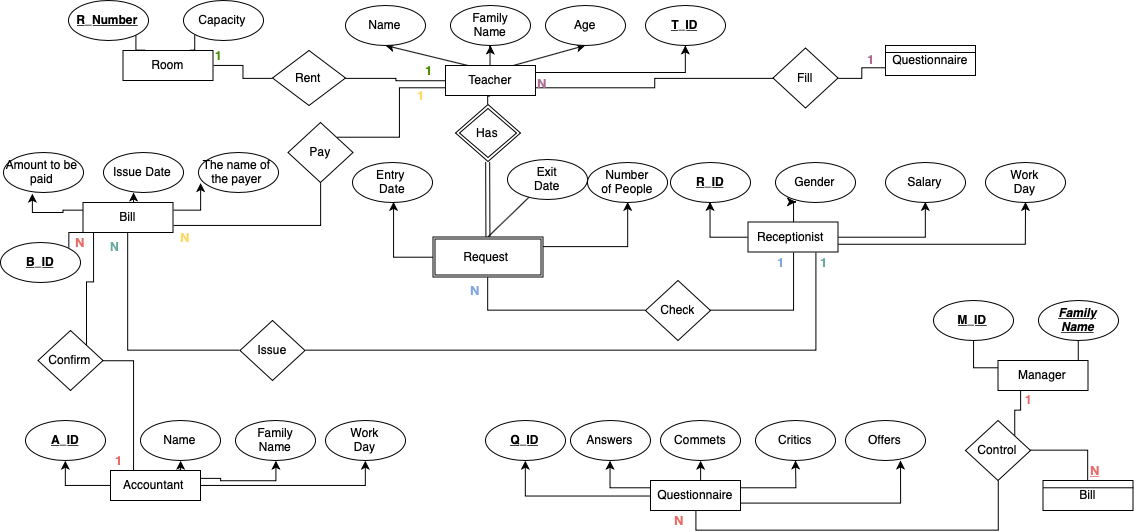 R_Number
Capacity
Name
Family
Name
Age
T_ID
Room
1
Rent
1
Teacher
N
1
Fill
1
Questionnaire
Has
Pay
Amount to be
paid
Issue Date
The name of
the payer
Entry
Date
Exit
Date
Number
of People
R_ID
Gender
Salary
Work
Day
Bill
N
N
N
B_ID
Receptionist
Request
1
1
N
Check
M_ID
Family
Name
Issue
Confirm
Manager
1
A_ID
Name
Family
Name
Work
Day
Q_ID
Answers
Commets
Critics
Offers
Control
1
N
Accountant
Questionnaire
Bill
N